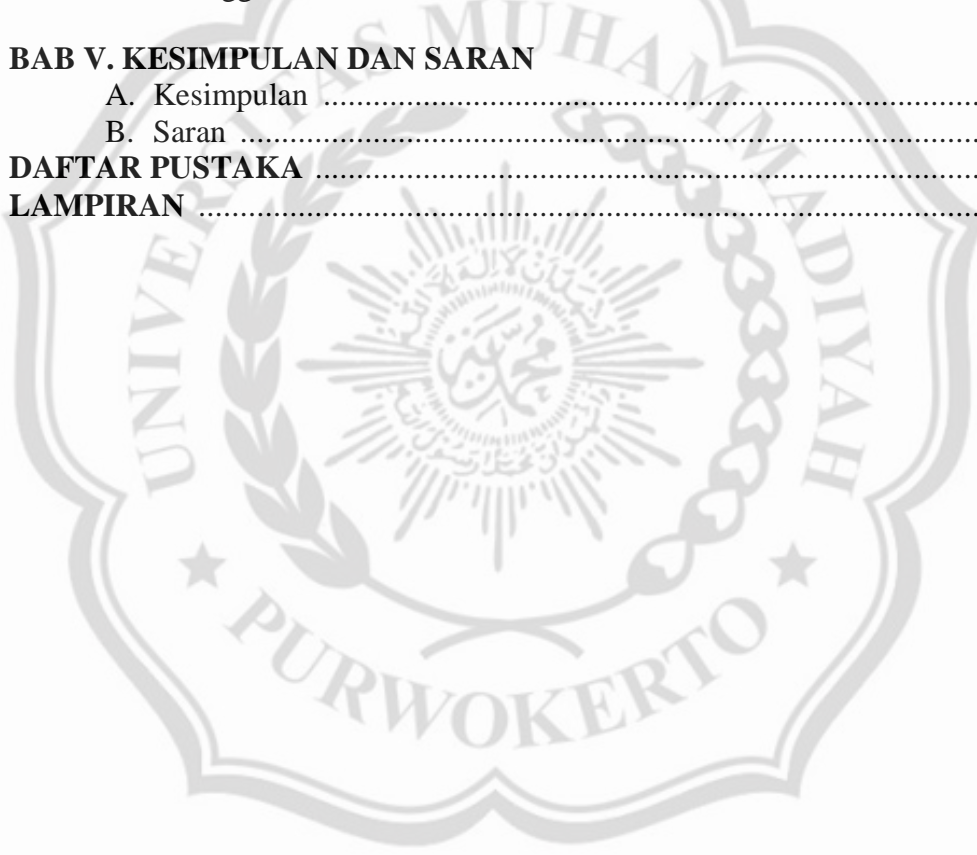 BAB V. KESIMPULAN DAN SARAN
A. Kesimpulan ................................................................................
B. Saran ..........................................................................................
DAFTAR PUSTAKA ................................................................................
LAMPIRAN ..............................................................................................
UNIVERSITAS MUHAMMADIYAH
PURWOKERTO